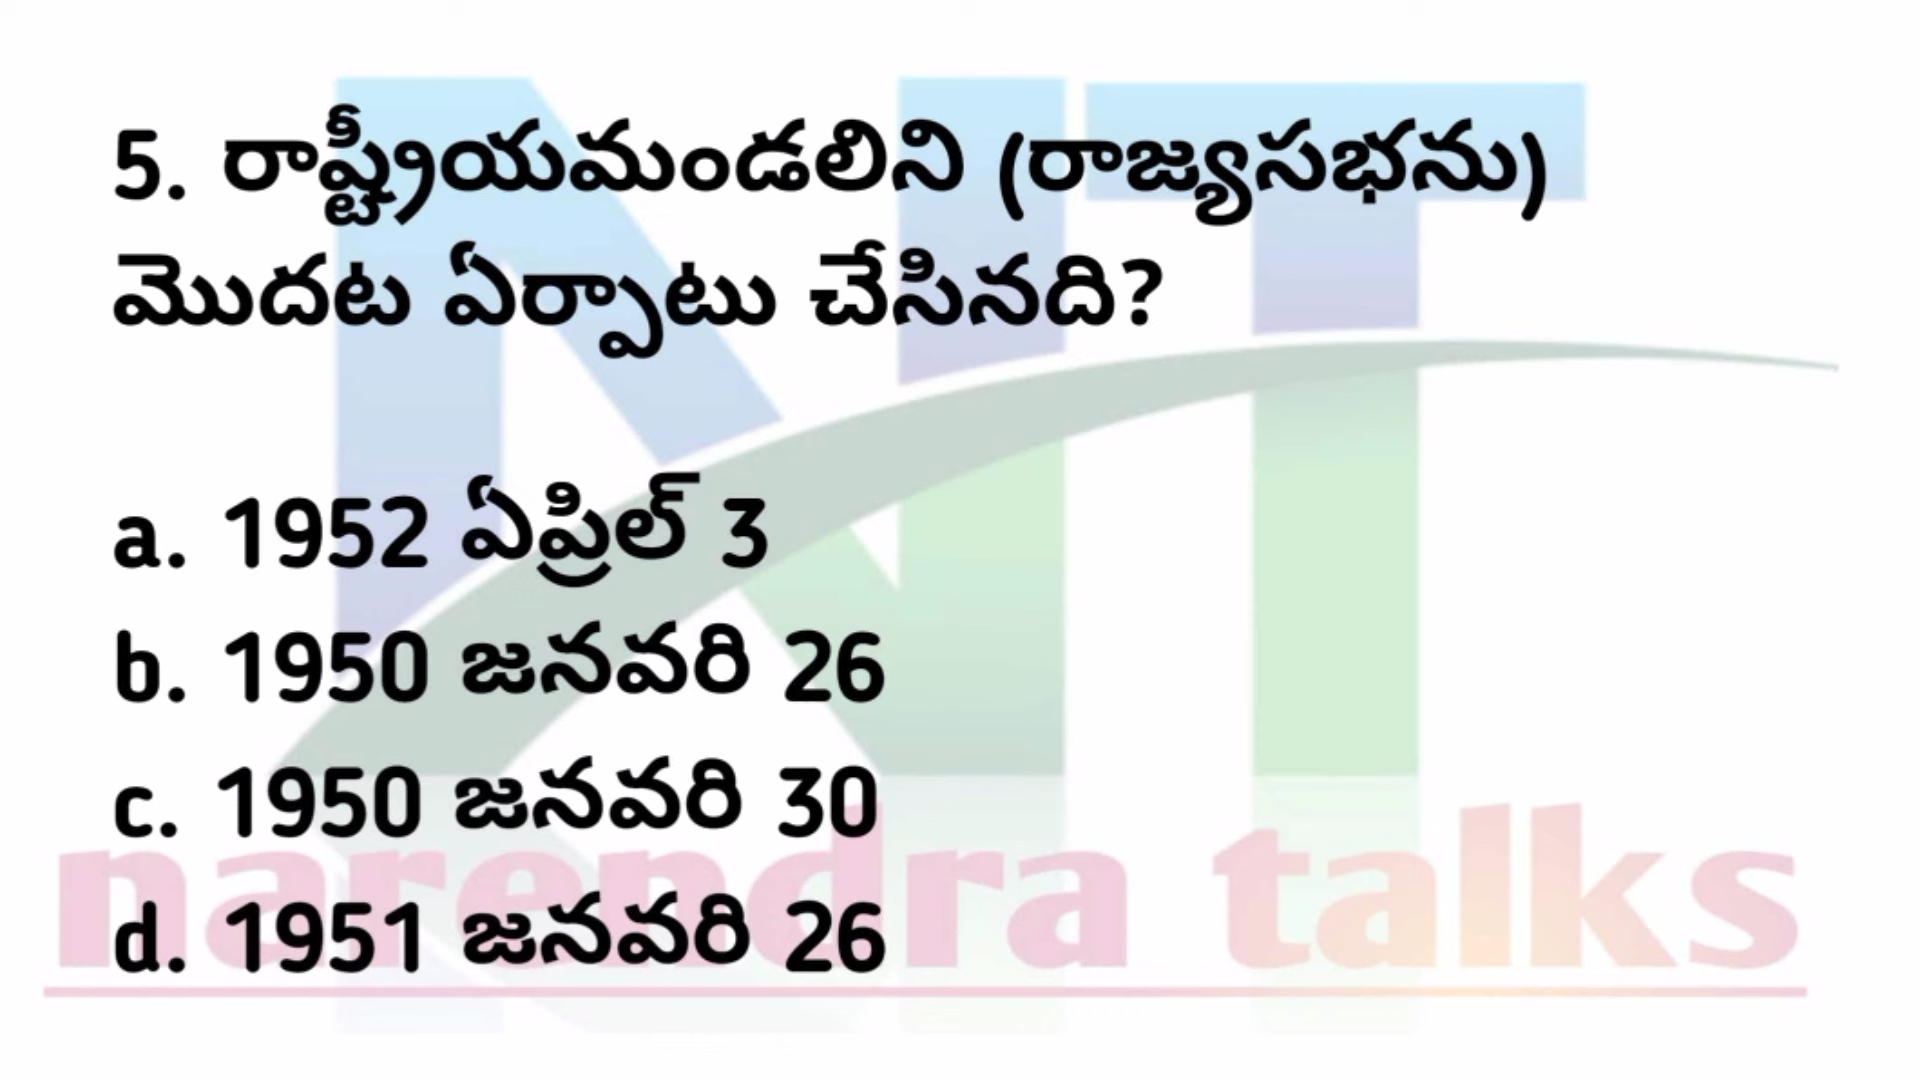 5. రాష్ట్రీయమండలిని (రాజ్యసభను)
మొదట ఏర్పాటు చేసినది?
a. 1952 ఏప్రిల్ 3
b. 1950 జనవరి 26
c. 1950 జనవరి 30
d. 1951 జనవరి 26
NT
narendra talks